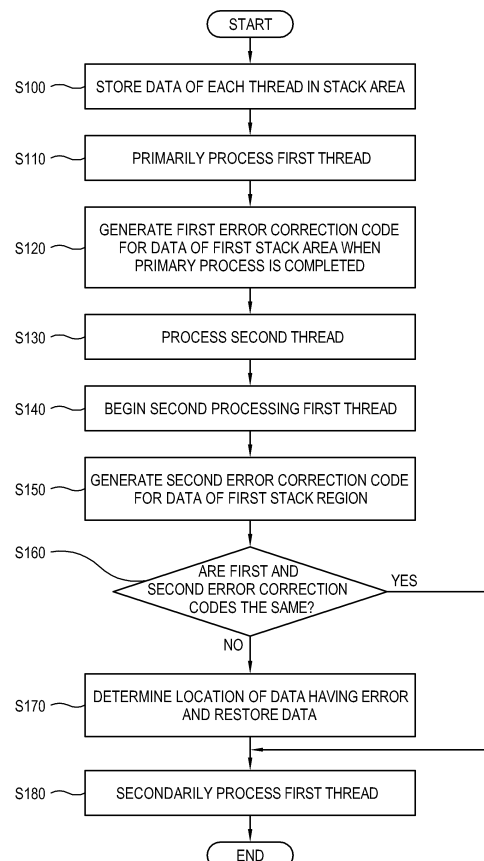 START
S100
STORE DATA OF EACH THREAD IN STACK AREA
S110
PRIMARILY PROCESS FIRST THREAD
S120
GENERATE FIRST ERROR CORRECTION CODE
FOR DATA OF FIRST STACK AREA WHEN
PRIMARY PROCESS IS COMPLETED
S130
PROCESS SECOND THREAD
S140
BEGIN SECOND PROCESSING FIRST THREAD
S150
GENERATE SECOND ERROR CORRECTION CODE
FOR DATA OF FIRST STACK REGION
S160
ARE FIRST AND
SECOND ERROR CORRECTION
CODES THE SAME?
YES
NO
S170
DETERMINE LOCATION OF DATA HAVING ERROR
AND RESTORE DATA
S180
SECONDARILY PROCESS FIRST THREAD
END